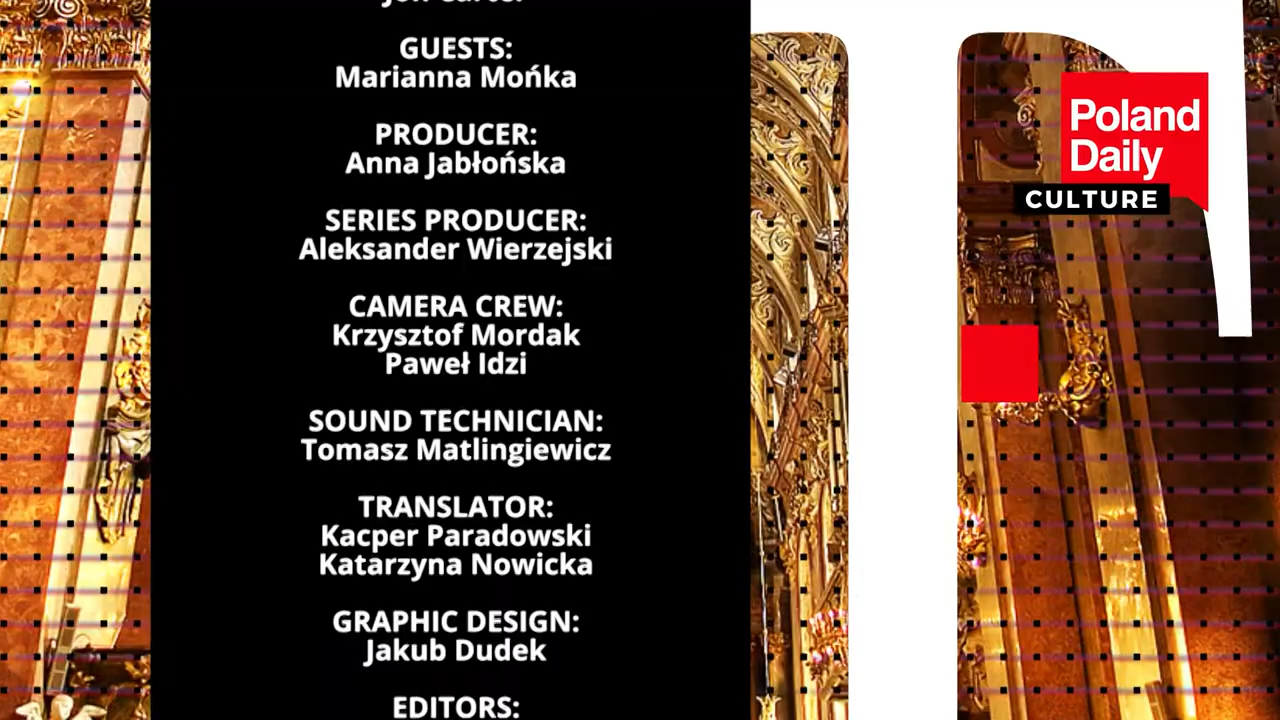 GUESTS:
Marianna Mońka
PRODUCER:
Anna Jabłońska
SERIES PRODUCER:
Aleksander Wierzejski
CAMERA CREW:
Krzysztof Mordak
Paweł Idzi
SOUND TECHNICIAN:
Tomasz Matlingiewicz
TRANSLATOR:
Kacper Paradowski
Katarzyna Nowicka
GRAPHIC DESIGN:
Jakub Dudek
EDITORS:
Poland
Daily
CULTURE